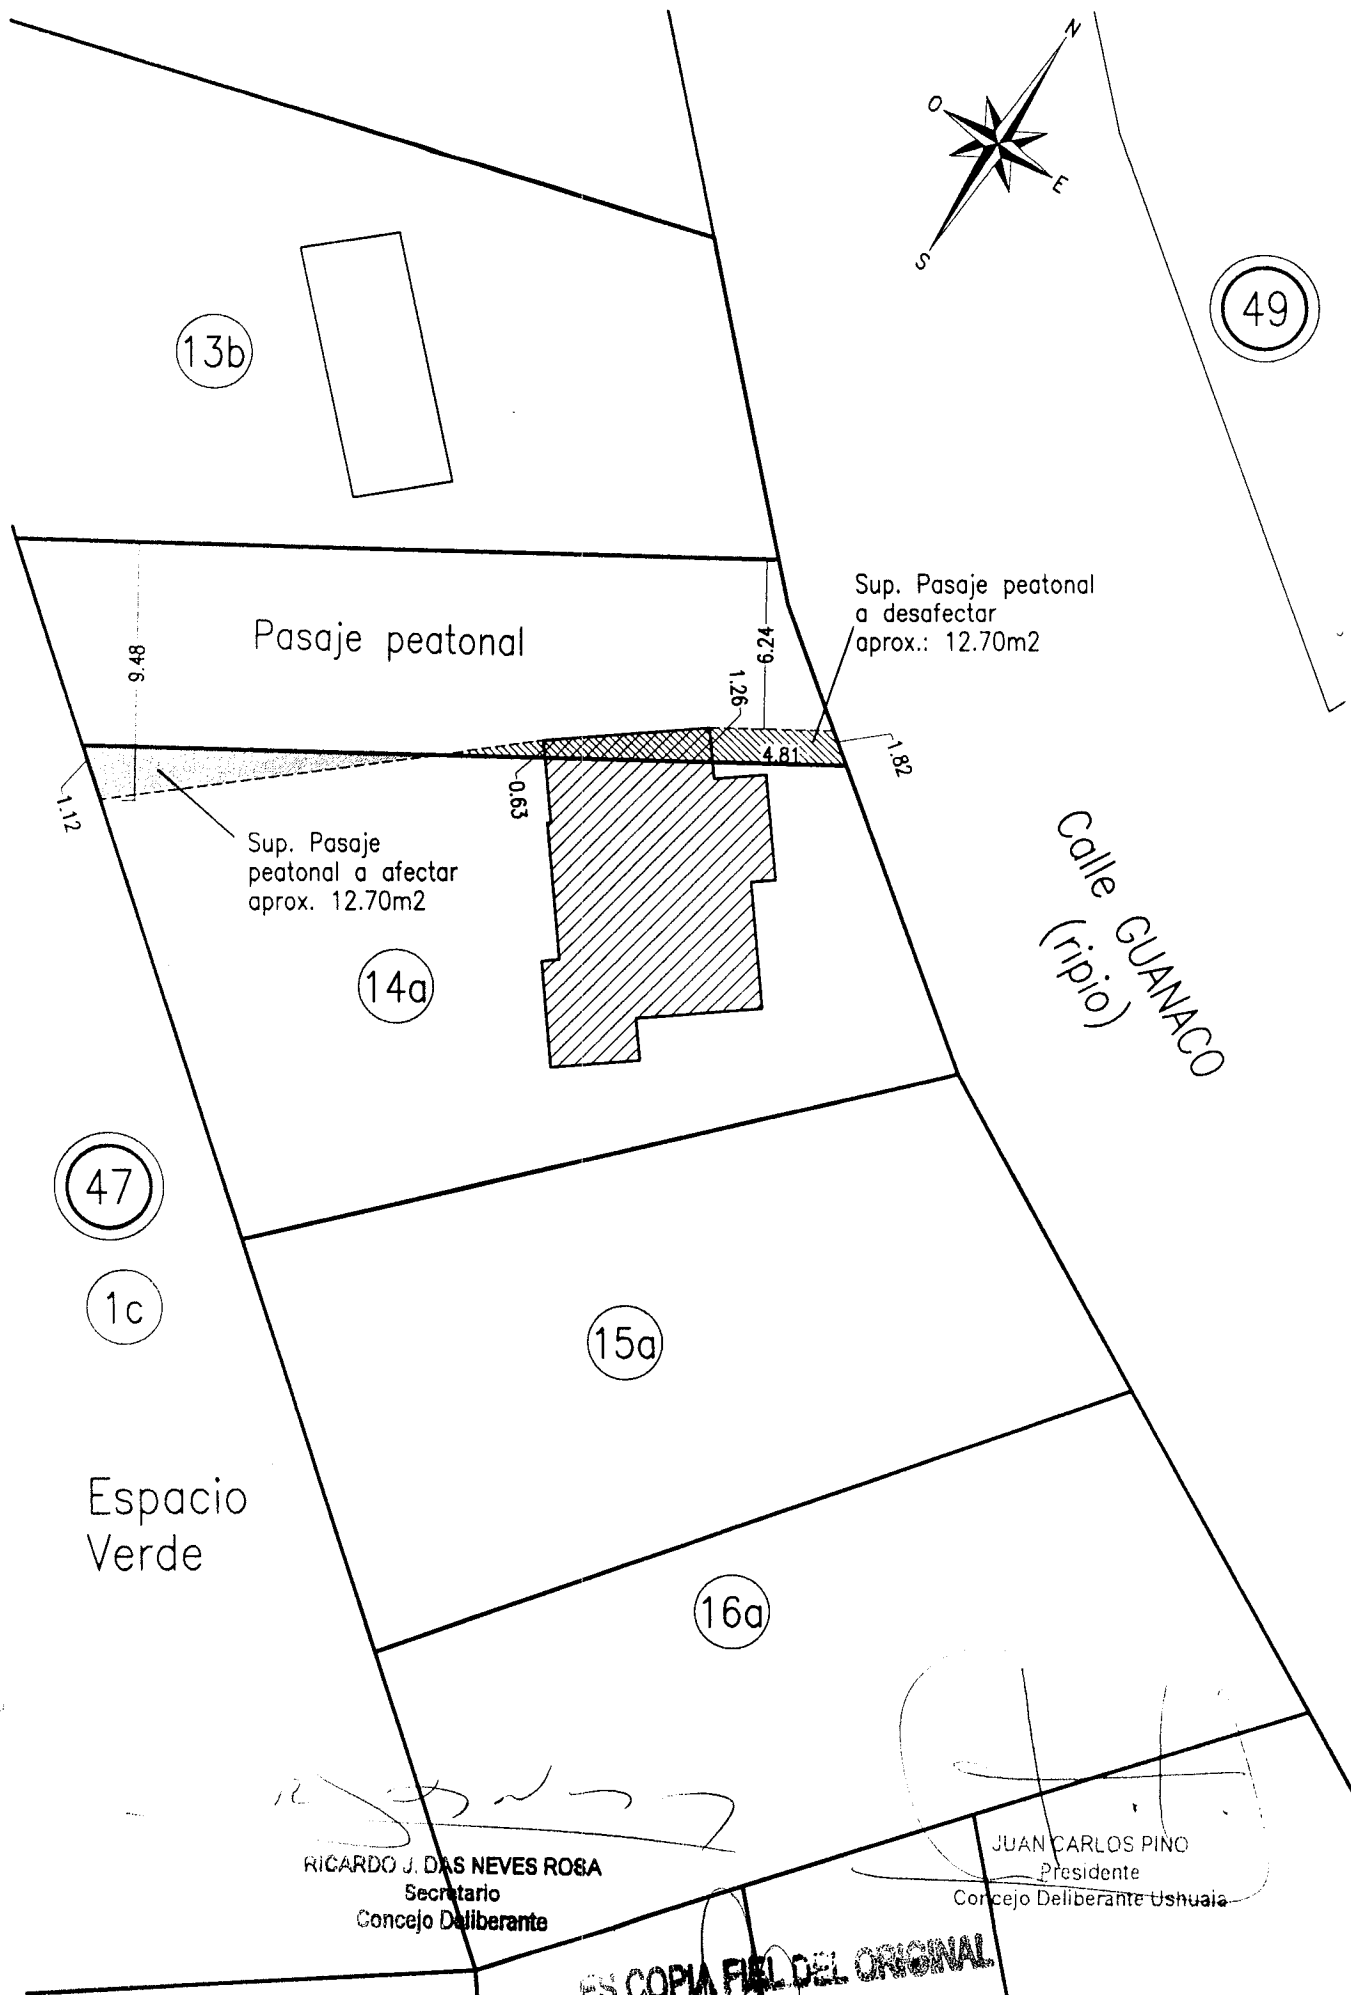 N
O
E
S
49
13b
Pasaje peatonal
9.48
6.24
1.26
Sup. Pasaje peatonal
a desafectar
aprox.: 12.70m2
4.81
1.82
0.63
1.12
Sup. Pasaje
peatonal a afectar
aprox. 12.70m2
Calle GUANACO
(ripio)
14a
47
1c
15a
Espacio
Verde
16a
RICARDO J. DAS NEVES ROSA
Secretario
Concejo Deliberante
JUAN CARLOS PINO
Presidente
Concejo Deliberante Ushuaia
ES COPIA FIEL DEL ORIGINAL